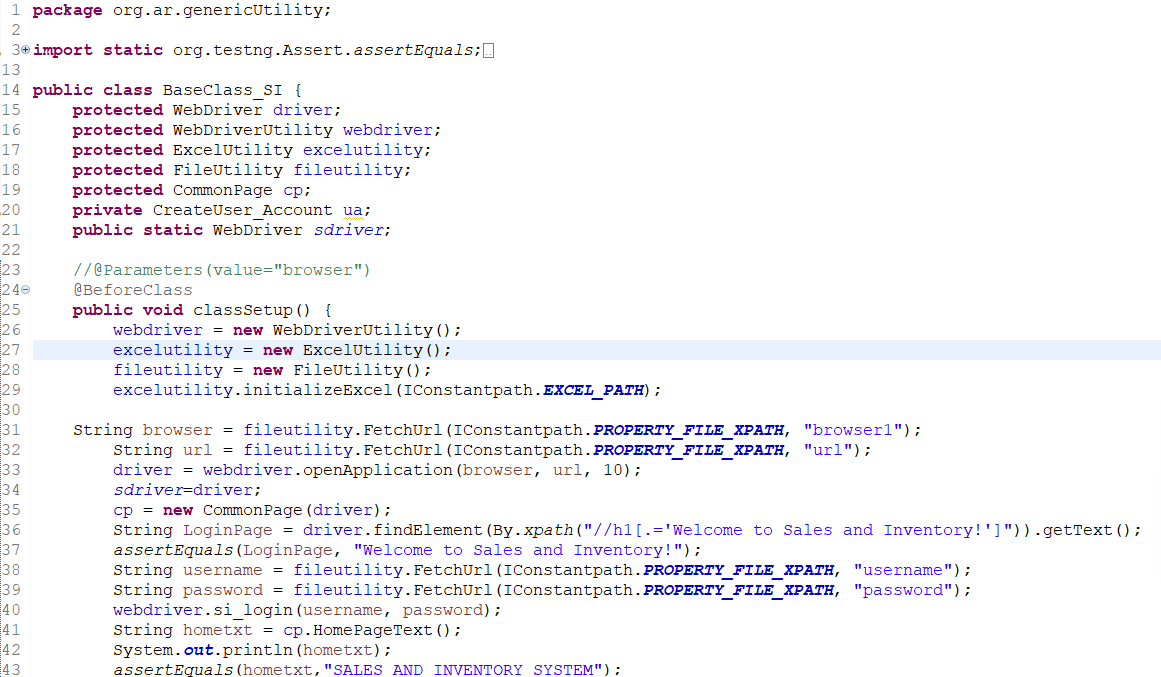 1 package org.ar.genericUtility;
2
3 import static org.testng.Assert.assertEquals;
13
14 public class BaseClass_SI {
15 protected WebDriver driver;
16 protected WebDriverUtility webdriver;
17 protected ExcelUtility excelutility;
18 protected FileUtility fileutility;
19 protected CommonPage cp;
20 private CreateUser_Account ua;
21 public static WebDriver sdriver;
22
23 //@Parameters(value="browser")
24 @BeforeClass
25 public void classSetup() {
26 webdriver = new WebDriverUtility();
27 excelutility = new ExcelUtility();
28 fileutility = new FileUtility();
29 excelutility.initializeExcel(IConstantpath.EXCEL_PATH);
30
31 String browser = fileutility.FetchUrl(IConstantpath.PROPERTY_FILE_XPATH, "browser1");
32 String url = fileutility.FetchUrl(IConstantpath.PROPERTY_FILE_XPATH, "url");
33 driver = webdriver.openApplication(browser, url, 10);
34 sdriver=driver;
35 cp = new CommonPage(driver);
36 String LoginPage = driver.findElement(By.xpath("//h1[.='Welcome to Sales and Inventory!']")).getText();
37 assertEquals(LoginPage, "Welcome to Sales and Inventory!");
38 String username = fileutility.FetchUrl(IConstantpath.PROPERTY_FILE_XPATH, "username");
39 String password = fileutility.FetchUrl(IConstantpath.PROPERTY_FILE_XPATH, "password");
40 webdriver.si_login(username, password);
41 String hometxt = cp.HomePageText();
42 System.out.println(hometxt);
43 assertEquals(hometxt,"SALES AND INVENTORY SYSTEM");